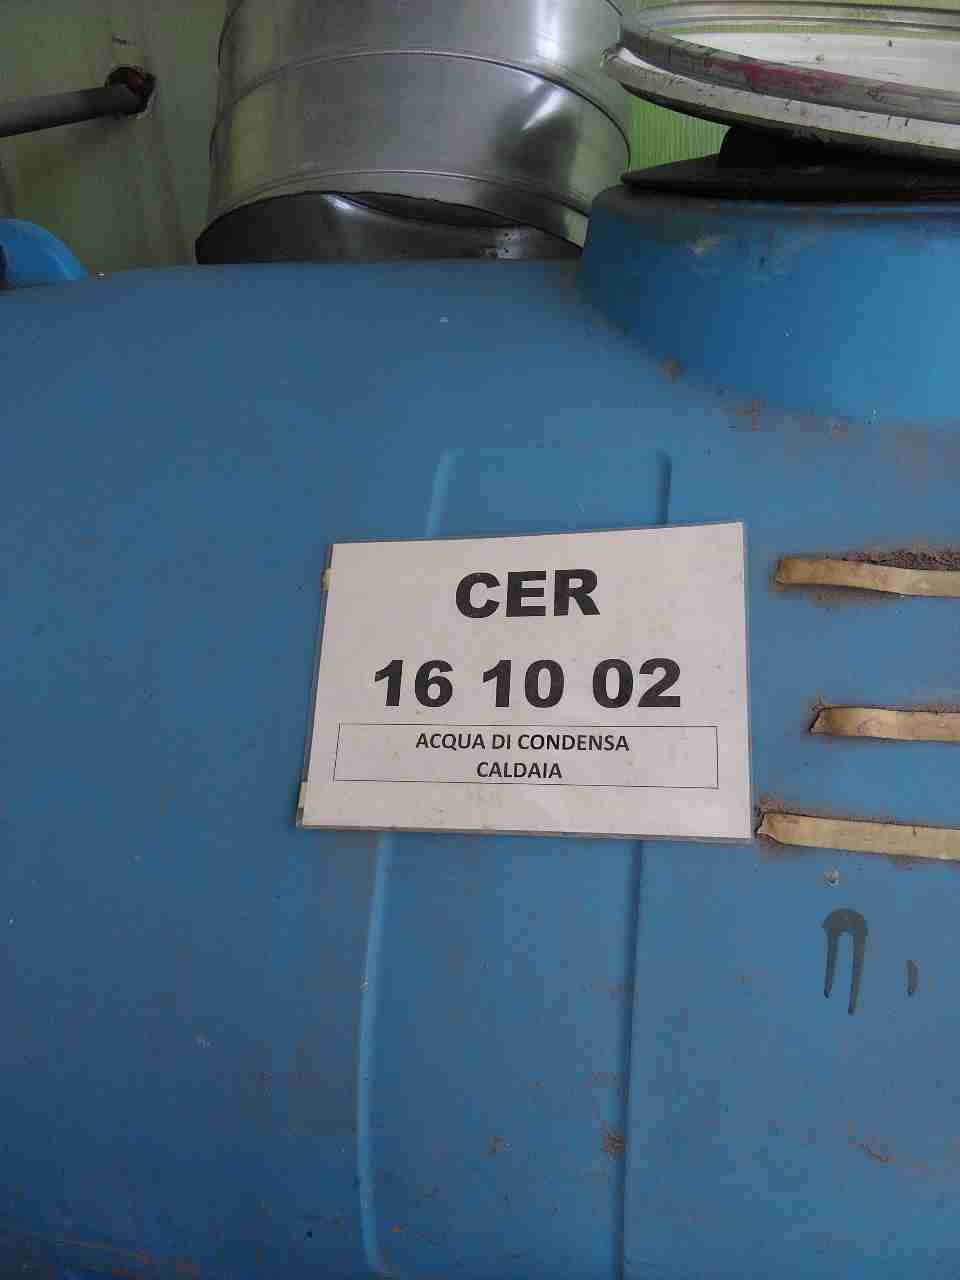 CER
16 10 02
ACQUA DI CONDENSA
CALDAIA